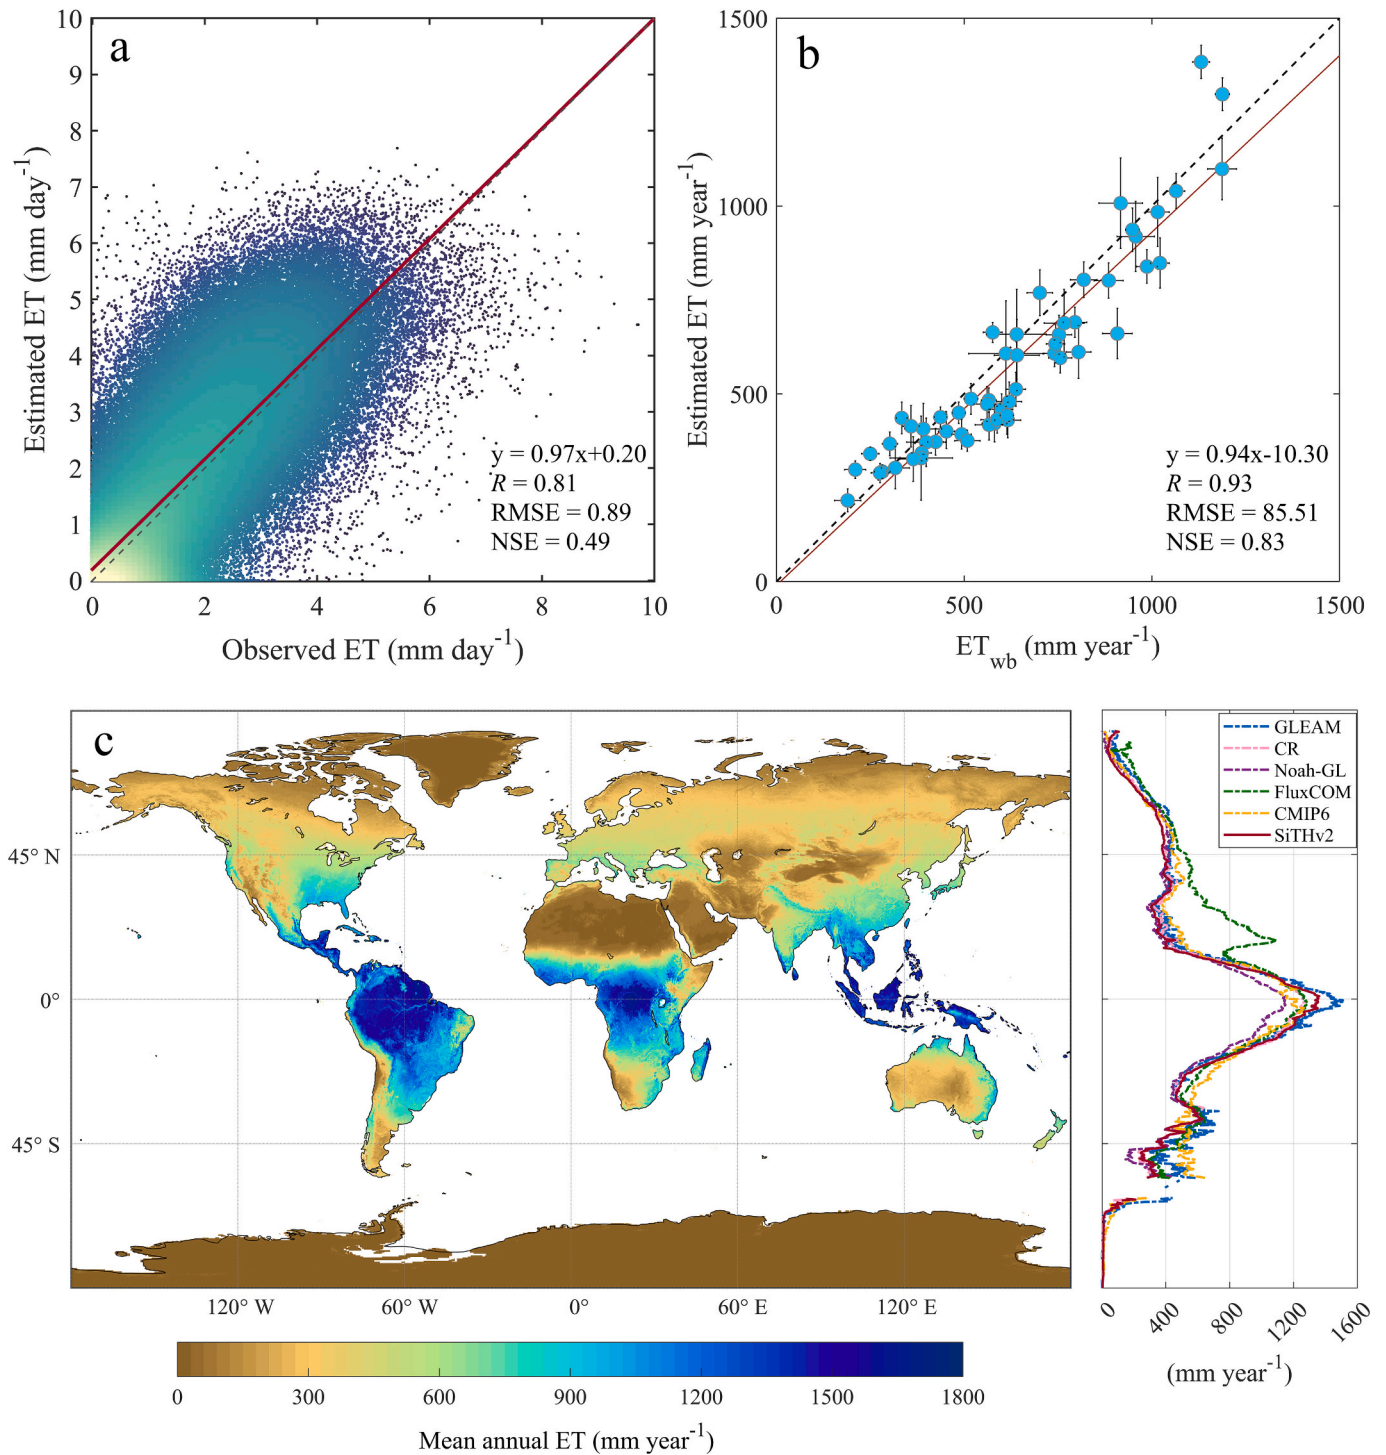 a
10
9
8
7
6
5
4
3
2
1
0
Estimated ET (mm day-1)
y = 0.97x+0.20
R = 0.81
RMSE = 0.89
NSE = 0.49
0 2 4 6 8 10
Observed ET (mm day-1)
b
1500
1000
500
0
Estimated ET (mm year-1)
y = 0.94x-10.30
R = 0.93
RMSE = 85.51
NSE = 0.83
0 500 1000 1500
ETwb (mm year-1)
c
45° N
0°
45° S
120° W 60° W 0° 60° E 120° E
0 300 600 900 1200 1500 1800
Mean annual ET (mm year-1)
GLEAM
CR
Noah-GL
FluxCOM
CMIP6
SiTHv2
0 400 800 1200 1600
(mm year-1)